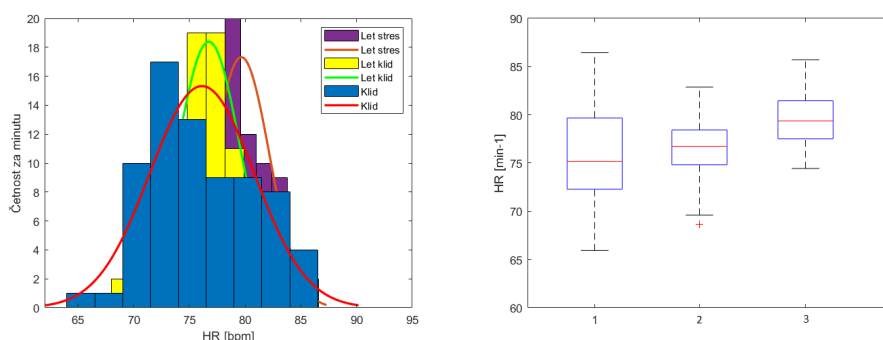 Četnost za minutu
20
18
16
14
12
10
8
6
4
2
0
65 70 75 80 85 90 95
HR [bpm]
Let stres
Let stres
Let klid
Let klid
Klid
Klid
HR [min-1]
90
85
80
75
70
65
60
1 2 3